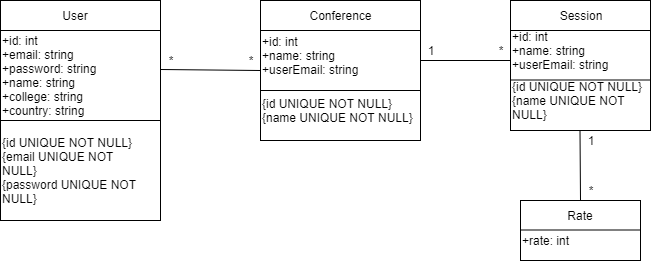 User
+id: int
+email: string
+password: string
+name: string
+college: string
+country: string
{id UNIQUE NOT NULL}
{email UNIQUE NOT
NULL}
{password UNIQUE NOT
NULL}
*
*
Conference
+id: int
+name: string
+userEmail: string
{id UNIQUE NOT NULL}
{name UNIQUE NOT NULL}
1
*
Session
+id: int
+name: string
+userEmail: string
{id UNIQUE NOT NULL}
{name UNIQUE NOT
NULL}
1
*
Rate
+rate: int